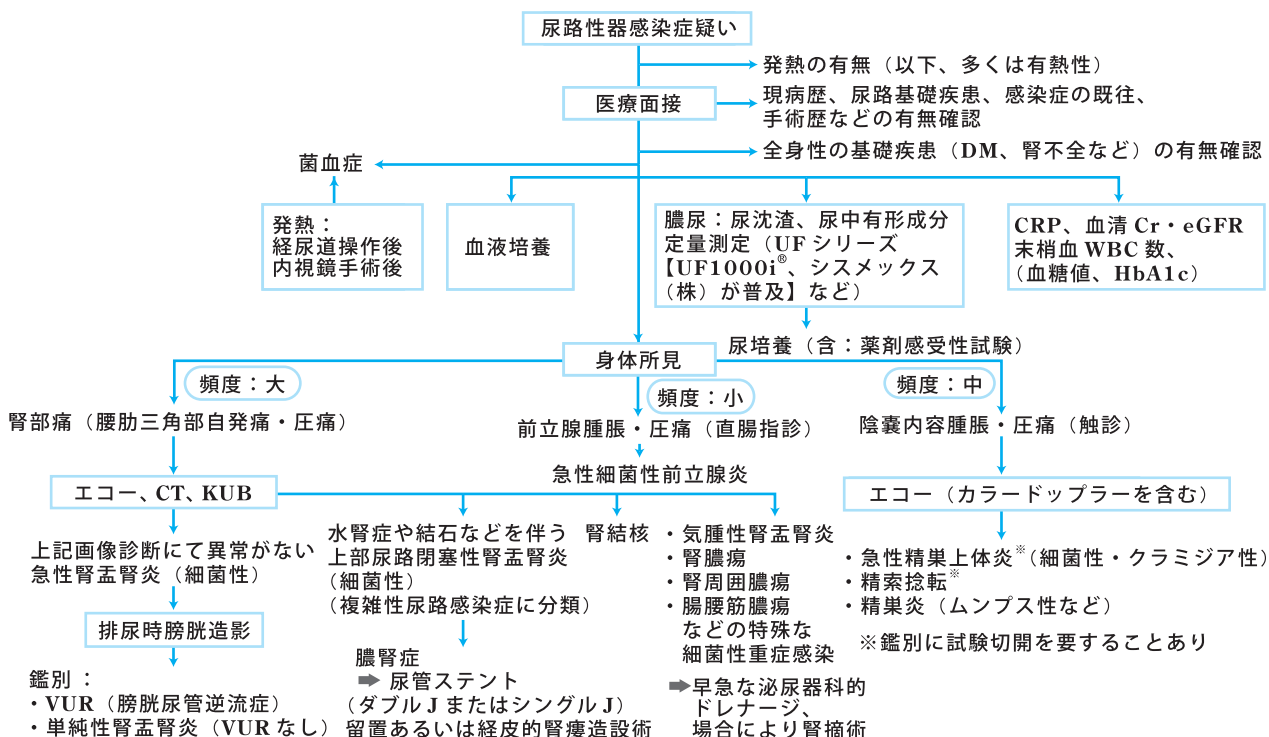 尿路性器感染症疑い
発熱の有無（以下、多くは有熱性）
医療面接
現病歴、尿路基礎疾患、感染症の既往、
手術歴などの有無確認
全身性の基礎疾患（DM、腎不全など）の有無確認
菌血症
発熱：
経尿道操作後
内視鏡手術後
血液培養
膿尿：尿沈渣、尿中有形成分
定量測定（UFシリーズ
【UF1000i®、シスメックス
（株）が普及】など）
CRP、血清Cr・eGFR
末梢血WBC数、
（血糖値、HbA1c）
尿培養（含：薬剤感受性試験）
身体所見
頻度：大
頻度：小
頻度：中
腎部痛（腰肋三角部自発痛・圧痛）
前立腺腫脹・圧痛（直腸指診）
陰嚢内容腫脹・圧痛（触診）
急性細菌性前立腺炎
エコー、CT、KUB
エコー（カラードップラーを含む）
上記画像診断にて異常がない
急性腎盂腎炎（細菌性）
排尿時膀胱造影
鑑別：
・VUR（膀胱尿管逆流症）
・単純性腎盂腎炎（VURなし）
水腎症や結石などを伴う
上部尿路閉塞性腎盂腎炎
（細菌性）
（複雑性尿路感染症に分類）
膿腎症
➡ 尿管ステント
（ダブルJまたはシングルJ）
留置あるいは経皮的腎瘻造設術
腎結核
・気腫性腎盂腎炎
・腎膿瘍
・腎周囲膿瘍
・腸腰筋膿瘍
などの特殊な
細菌性重症感染
➡早急な泌尿器科的
ドレナージ、
場合により腎摘術
・急性精巣上体炎※（細菌性・クラミジア性）
・精索捻転※
・精巣炎（ムンプス性など）
※鑑別に試験切開を要することあり